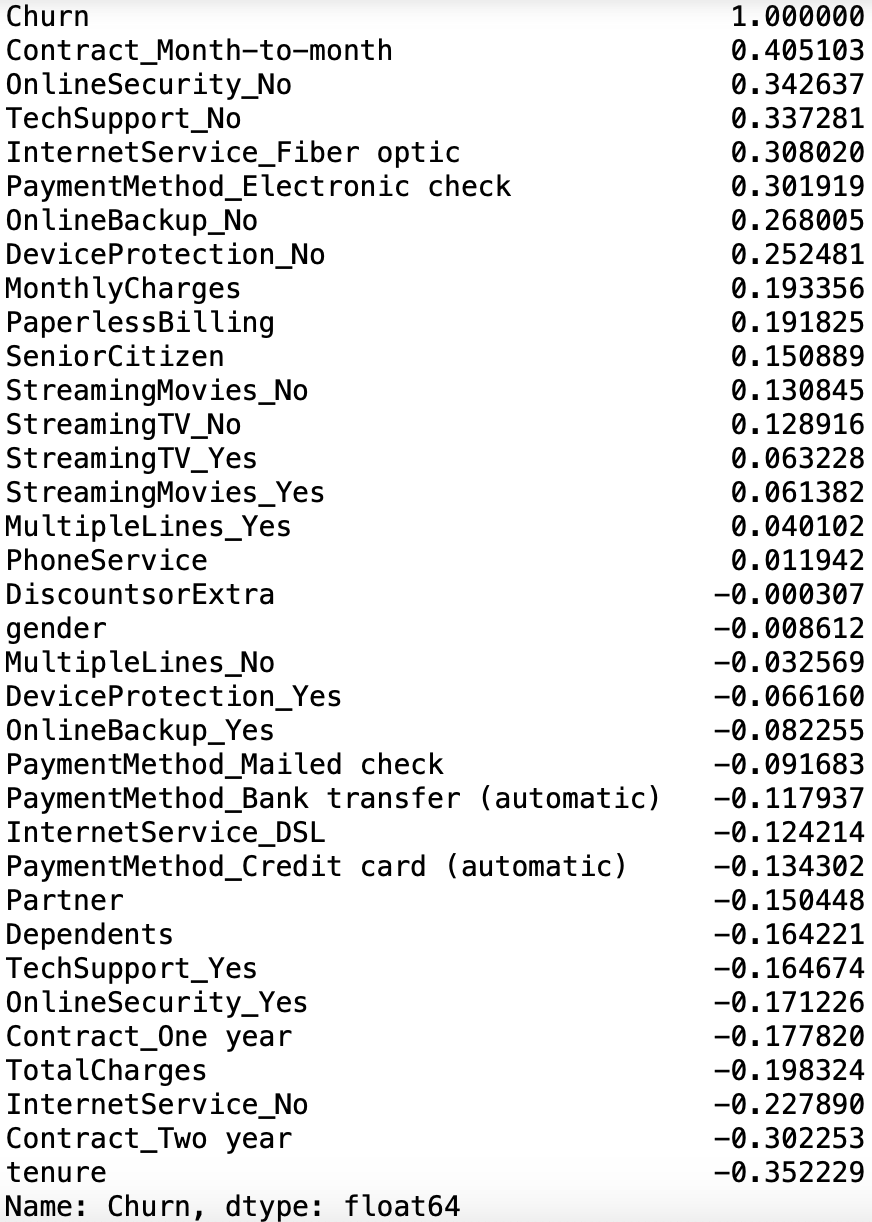 Churn 1.000000
Contract_Month-to-month 0.405103
OnlineSecurity_No 0.342637
TechSupport_No 0.337281
InternetService_Fiber optic 0.308020
PaymentMethod_Electronic check 0.301919
OnlineBackup_No 0.268005
DeviceProtection_No 0.252481
MonthlyCharges 0.193356
PaperlessBilling 0.191825
SeniorCitizen 0.150889
StreamingMovies_No 0.130845
StreamingTV_No 0.128916
StreamingTV_Yes 0.063228
StreamingMovies_Yes 0.061382
MultipleLines_Yes 0.040102
PhoneService 0.011942
DiscountsorExtra -0.000307
gender -0.008612
MultipleLines_No -0.032569
DeviceProtection_Yes -0.066160
OnlineBackup_Yes -0.082255
PaymentMethod_Mailed check -0.091683
PaymentMethod_Bank transfer (automatic) -0.117937
InternetService_DSL -0.124214
PaymentMethod_Credit card (automatic) -0.134302
Partner -0.150448
Dependents -0.164221
TechSupport_Yes -0.164674
OnlineSecurity_Yes -0.171226
Contract_One year -0.177820
TotalCharges -0.198324
InternetService_No -0.227890
Contract_Two year -0.302253
tenure -0.352229
Name: Churn, dtype: float64